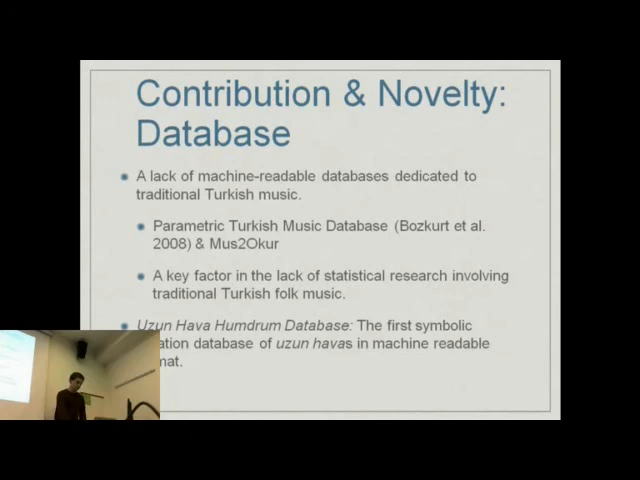 Contribution & Novelty:
Database
A lack of machine-readable databases dedicated to
traditional Turkish music.
Parametric Turkish Music Database (Bozkurt et al.
2008) & Mus2Okur
A key factor in the lack of statistical research involving
traditional Turkish folk music.
Uzun Hava Humdrum Database: The first symbolic
ation database of uzun havas in machine readable
mat.